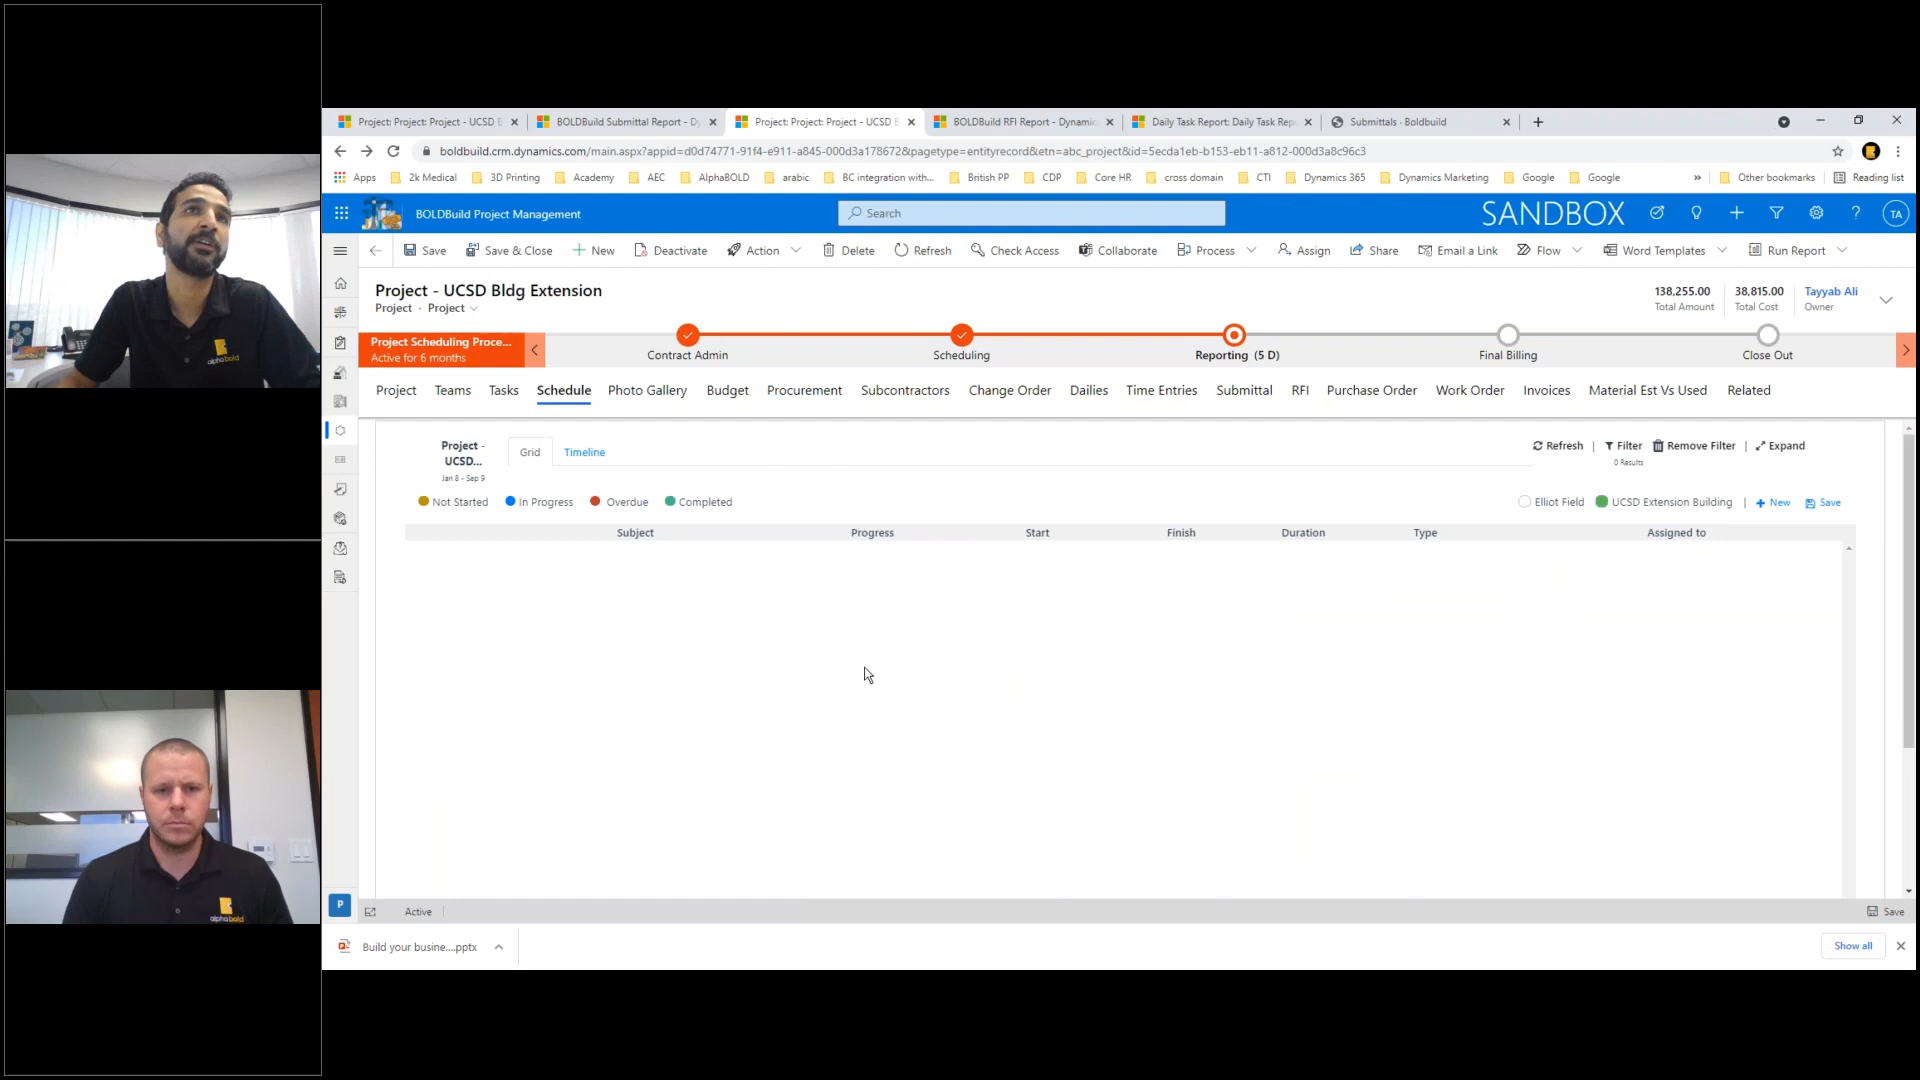 Project: Project: Project - UCSD B
BOLDBuild Submittal Report - Dy
Project: Project: Project - UCSD B
BOLDBuild RFI Report - Dynamic
Daily Task Report: Daily Task Rep
Submittals - Boldbuild
boldbuild.crm.dynamics.com/main.aspx?appid=d0d74771-91f4-e911-a845-000d3a178672&pagetype=entityrecord&etn=abc_project&id=5ecda1eb-b153-eb11-a812-000d3a8c96c3
Apps 2k Medical 3D Printing Academy AEC AlphaBOLD arabic BC integration with... British PP CDP Core HR cross domain CTI Dynamics 365 Dynamics Marketing Google Google » Other bookmarks Reading list
BOLDBuild Project Management Search SANDBOX ? TA
Save Save & Close New Deactivate Action Delete Refresh Check Access Collaborate Process Assign Share Email a Link Flow Word Templates Run Report
Project - UCSD Bldg Extension
Project · Project
138,255.00 38,815.00 Tayyab Ali
Total Amount Total Cost Owner
Project Scheduling Proce...
Active for 6 months
Contract Admin Scheduling Reporting (5 D) Final Billing Close Out
Project Teams Tasks Schedule Photo Gallery Budget Procurement Subcontractors Change Order Dailies Time Entries Submittal RFI Purchase Order Work Order Invoices Material Est Vs Used Related
Project -
UCSD...
Jan 8 - Sep 9
Grid Timeline
Refresh | Filter Remove Filter | Expand
0 Results
Not Started In Progress Overdue Completed
Elliot Field UCSD Extension Building | + New Save
Subject Progress Start Finish Duration Type Assigned to
P
Active
Save
Build your busine....pptx
Show all
alphabold
alphabold